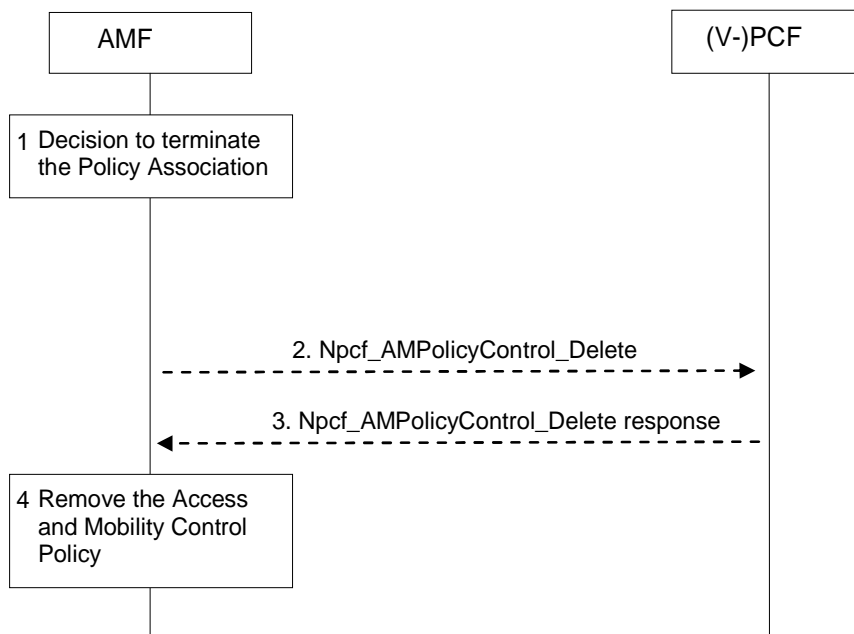 AMF
(V-)PCF
1 Decision to terminate
the Policy Association
2. Npcf_AMPolicyControl_Delete
3. Npcf_AMPolicyControl_Delete response
4 Remove the Access
and Mobility Control
Policy